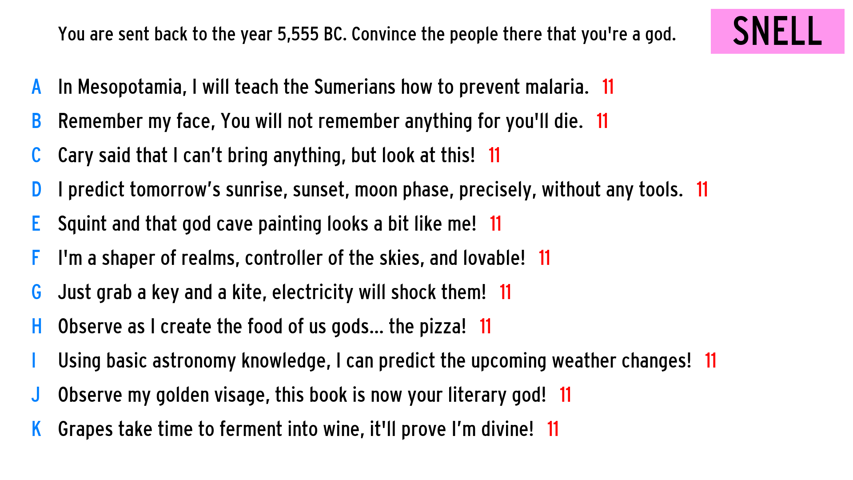 You are sent back to the year 5,555 BC. Convince the people there that you're a god.
SNELL
A In Mesopotamia, I will teach the Sumerians how to prevent malaria. 11
B Remember my face, You will not remember anything for you'll die. 11
C Cary said that I can’t bring anything, but look at this! 11
D I predict tomorrow’s sunrise, sunset, moon phase, precisely, without any tools. 11
E Squint and that god cave painting looks a bit like me! 11
F I'm a shaper of realms, controller of the skies, and lovable! 11
G Just grab a key and a kite, electricity will shock them! 11
H Observe as I create the food of us gods... the pizza! 11
I Using basic astronomy knowledge, I can predict the upcoming weather changes! 11
J Observe my golden visage, this book is now your literary god! 11
K Grapes take time to ferment into wine, it'll prove I’m divine! 11